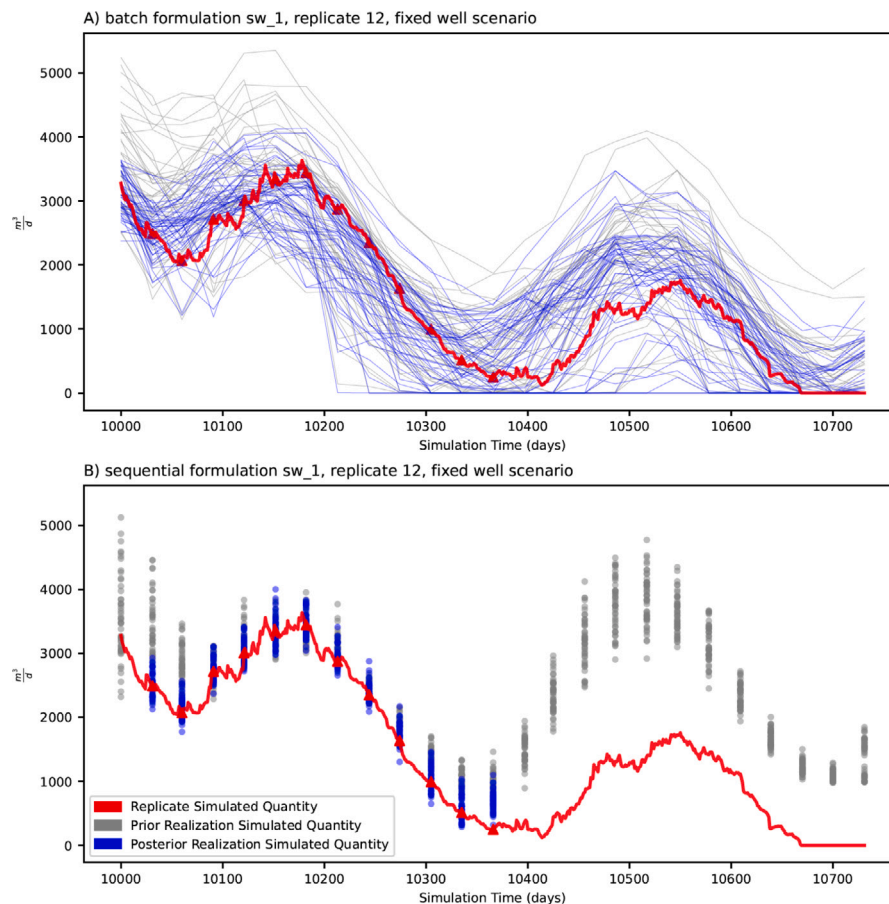 A) batch formulation sw_1, replicate 12, fixed well scenario
5000
4000
3000
2000
1000
0
m³/d
10000 10100 10200 10300 10400 10500 10600 10700
Simulation Time (days)
B) sequential formulation sw_1, replicate 12, fixed well scenario
5000
4000
3000
2000
1000
0
m³/d
Replicate Simulated Quantity
Prior Realization Simulated Quantity
Posterior Realization Simulated Quantity
10000 10100 10200 10300 10400 10500 10600 10700
Simulation Time (days)